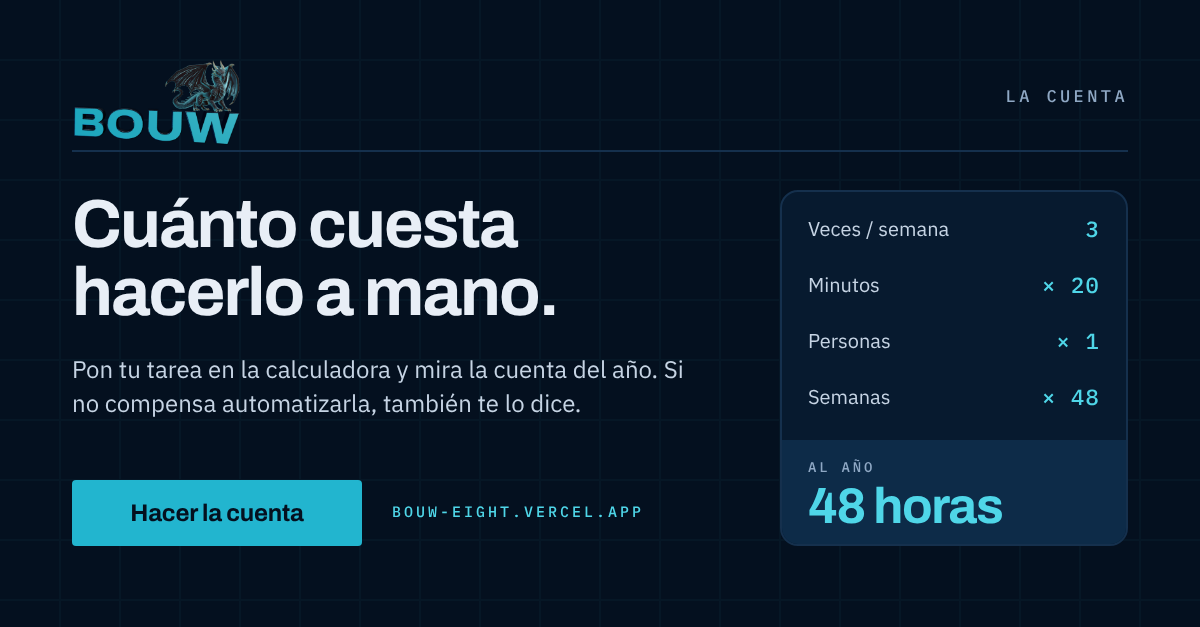 BOUW
LA CUENTA
Cuánto cuesta
hacerlo a mano.
Pon tu tarea en la calculadora y mira la cuenta del año. Si
no compensa automatizarla, también te lo dice.
Hacer la cuenta
BOUW-EIGHT.VERCEL.APP
Veces / semana 3
Minutos × 20
Personas × 1
Semanas × 48
AL AÑO
48 horas